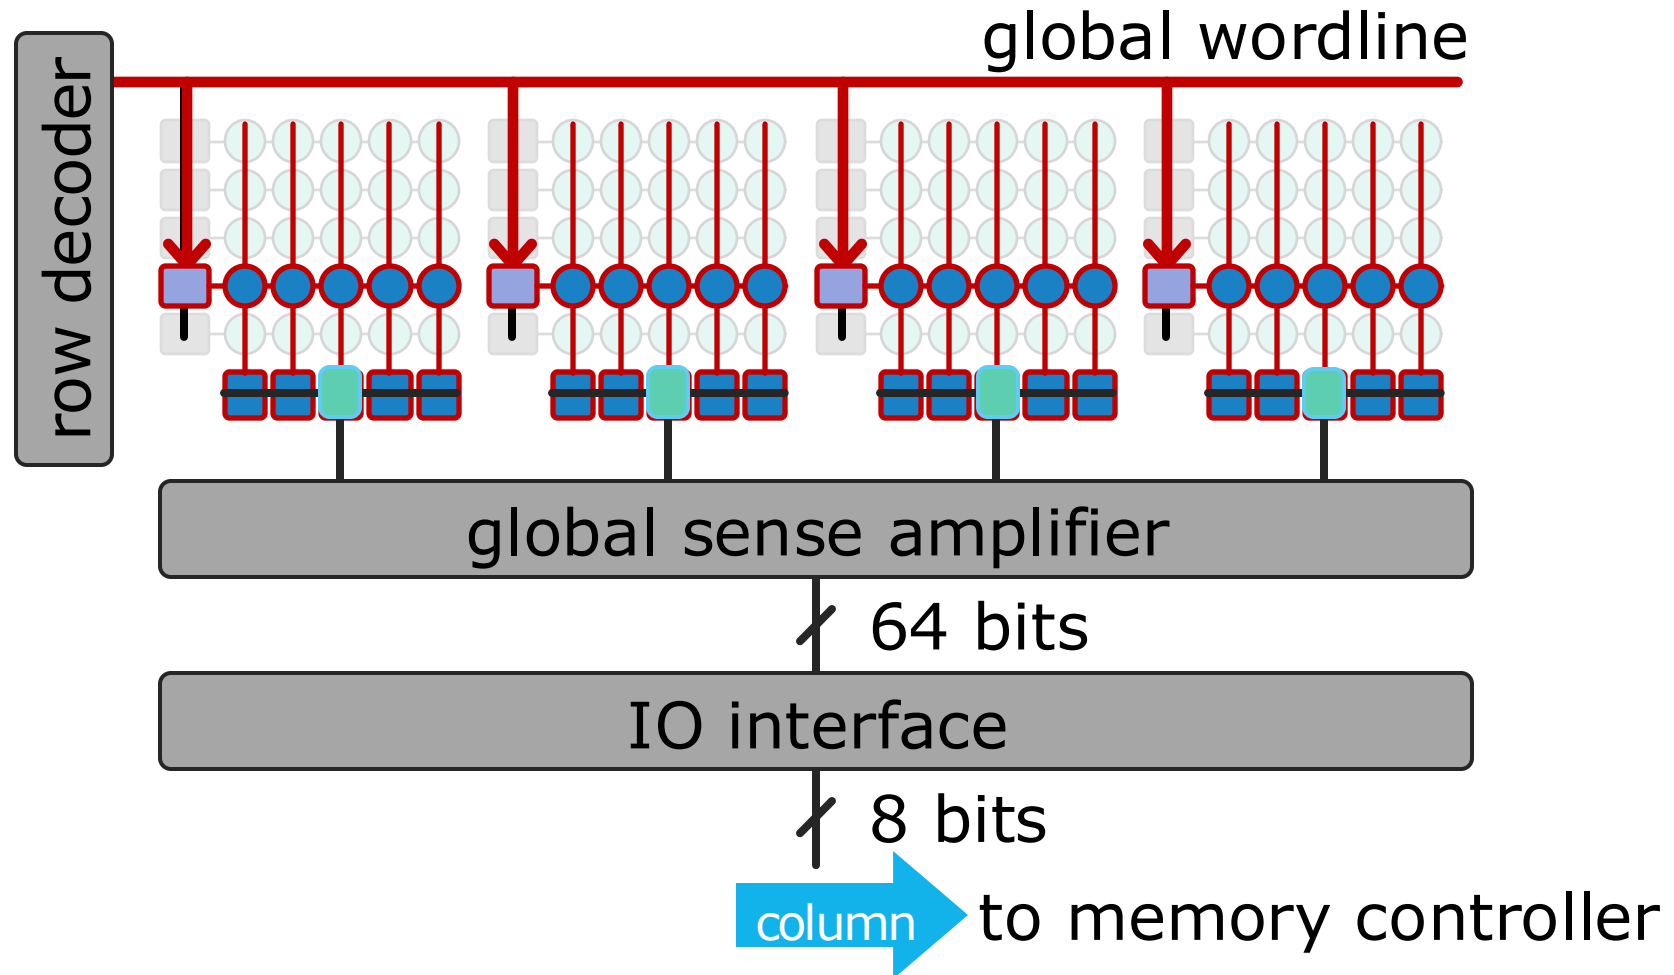 global wordline
row decoder
global sense amplifier
64 bits
IO interface
8 bits
column
to memory controller